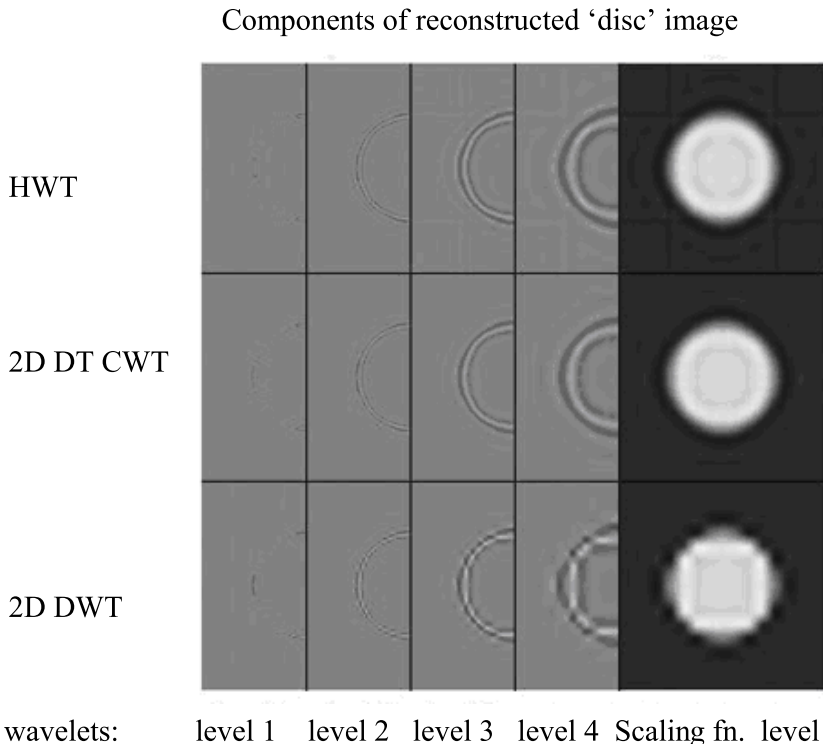 Components of reconstructed ‘disc’ image
HWT
2D DT CWT
2D DWT
wavelets: level 1 level 2 level 3 level 4 Scaling fn. level